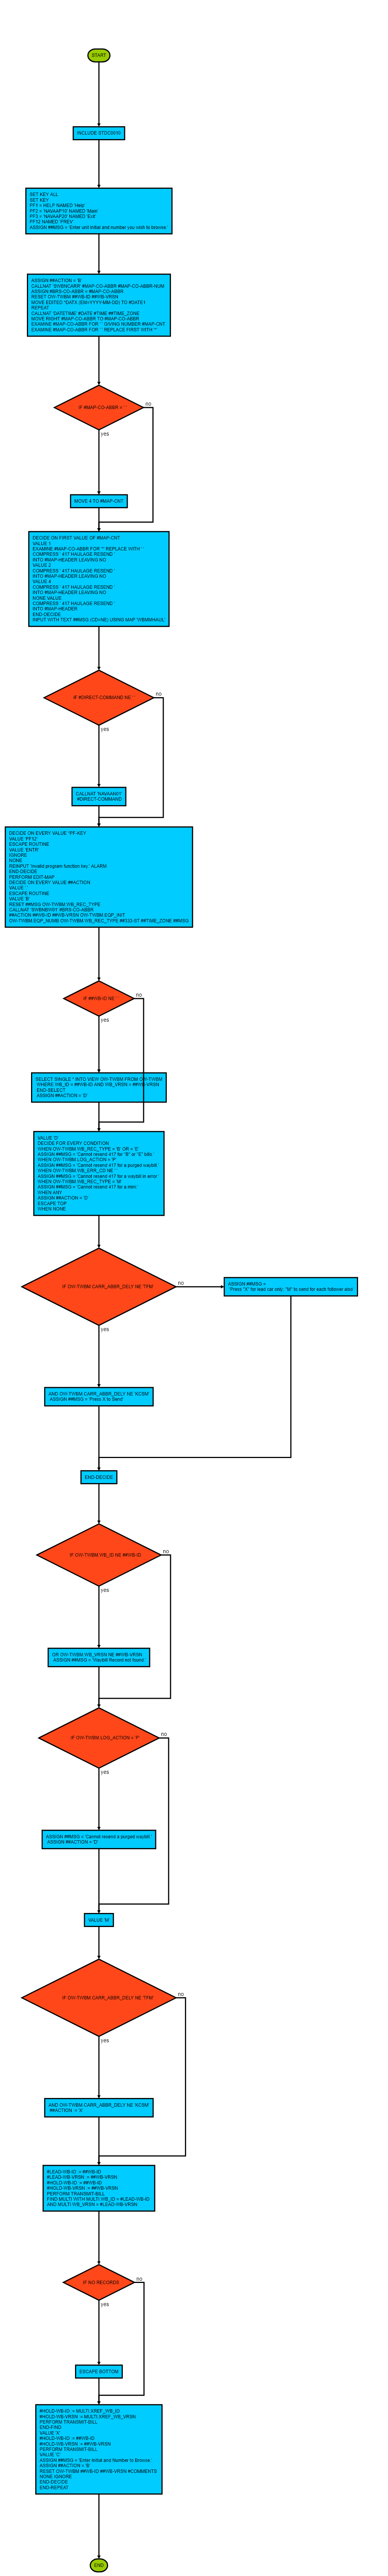 START
INCLUDE STDC0010
SET KEY ALL
SET KEY
PF1 = HELP NAMED 'Help'
PF2 = 'NAVAAP10' NAMED 'Main'
PF3 = 'NAVAAP20' NAMED 'Exit'
PF12 NAMED 'PREV'
ASSIGN ##MSG = 'Enter unit initial and number you wish to browse.'
ASSIGN ##ACTION = 'B'
CALLNAT 'SWBNCARR' #MAP-CO-ABBR #MAP-CO-ABBR-NUM
ASSIGN #BRS-CO-ABBR = #MAP-CO-ABBR
RESET OW-TWBM ##WB-ID ##WB-VRSN
MOVE EDITED *DATX (EM=YYYY-MM-DD) TO #DATE1
REPEAT
CALLNAT 'DATETIME' #DATE #TIME ##TIME_ZONE
MOVE RIGHT #MAP-CO-ABBR TO #MAP-CO-ABBR
EXAMINE #MAP-CO-ABBR FOR ' ' GIVING NUMBER #MAP-CNT
EXAMINE #MAP-CO-ABBR FOR ' ' REPLACE FIRST WITH '*'
IF #MAP-CO-ABBR = ' '
no
yes
MOVE 4 TO #MAP-CNT
DECIDE ON FIRST VALUE OF #MAP-CNT
VALUE 1
EXAMINE #MAP-CO-ABBR FOR '*' REPLACE WITH ' '
COMPRESS ' 417 HAULAGE RESEND '
INTO #MAP-HEADER LEAVING NO
VALUE 2
COMPRESS ' 417 HAULAGE RESEND '
INTO #MAP-HEADER LEAVING NO
VALUE 4
COMPRESS ' 417 HAULAGE RESEND '
INTO #MAP-HEADER LEAVING NO
NONE VALUE
COMPRESS ' 417 HAULAGE RESEND '
INTO #MAP-HEADER
END-DECIDE
INPUT WITH TEXT ##MSG (CD=NE) USING MAP 'WBMMHAUL'
IF #DIRECT-COMMAND NE ' '
no
yes
CALLNAT 'NAVAAN01'
#DIRECT-COMMAND
DECIDE ON EVERY VALUE *PF-KEY
VALUE 'PF12'
ESCAPE ROUTINE
VALUE 'ENTR'
IGNORE
NONE
REINPUT 'Invalid program function key.' ALARM
END-DECIDE
PERFORM EDIT-MAP
DECIDE ON EVERY VALUE ##ACTION
VALUE ' '
ESCAPE ROUTINE
VALUE 'B'
RESET ##MSG OW-TWBM.WB_REC_TYPE
CALLNAT 'SWBNBW91' #BRS-CO-ABBR
##ACTION ##WB-ID ##WB-VRSN OW-TWBM.EQP_INIT
OW-TWBM.EQP_NUMB OW-TWBM.WB_REC_TYPE ##333-ST ##TIME_ZONE ##MSG
IF ##WB-ID NE ' '
no
yes
SELECT SINGLE * INTO VIEW OW-TWBM FROM OW-TWBM
WHERE WB_ID = ##WB-ID AND WB_VRSN = ##WB-VRSN
END-SELECT
ASSIGN ##ACTION = 'D'
VALUE 'D'
DECIDE FOR EVERY CONDITION
WHEN OW-TWBM.WB_REC_TYPE = 'B' OR = 'E'
ASSIGN ##MSG = 'Cannot resend 417 for "B" or "E" bills.'
WHEN OW-TWBM.LOG_ACTION = 'P'
ASSIGN ##MSG = 'Cannot resend 417 for a purged waybill.'
WHEN OW-TWBM.WB_ERR_CD NE ' '
ASSIGN ##MSG = 'Cannot resend 417 for a waybill in error.'
WHEN OW-TWBM.WB_REC_TYPE = 'M'
ASSIGN ##MSG = 'Cannot resend 417 for a mini.'
WHEN ANY
ASSIGN ##ACTION = 'D'
ESCAPE TOP
WHEN NONE
IF OW-TWBM.CARR_ABBR_DELY NE 'TFM'
no
yes
ASSIGN ##MSG =
'Press "X" for lead car only, "M" to send for each follower also'
AND OW-TWBM.CARR_ABBR_DELY NE 'KCSM'
ASSIGN ##MSG = 'Press X to Send'
END-DECIDE
IF OW-TWBM.WB_ID NE ##WB-ID
no
yes
OR OW-TWBM.WB_VRSN NE ##WB-VRSN
ASSIGN ##MSG = 'Waybill Record not found.'
IF OW-TWBM.LOG_ACTION = 'P'
no
yes
ASSIGN ##MSG = 'Cannot resend a purged waybill.'
ASSIGN ##ACTION = 'D'
VALUE 'M'
IF OW-TWBM.CARR_ABBR_DELY NE 'TFM'
no
yes
AND OW-TWBM.CARR_ABBR_DELY NE 'KCSM'
##ACTION := 'X'
#LEAD-WB-ID := ##WB-ID
#LEAD-WB-VRSN := ##WB-VRSN
#HOLD-WB-ID := ##WB-ID
#HOLD-WB-VRSN := ##WB-VRSN
PERFORM TRANSMIT-BILL
FIND MULTI WITH MULTI.WB_ID = #LEAD-WB-ID
AND MULTI.WB_VRSN = #LEAD-WB-VRSN
IF NO RECORDS
no
yes
ESCAPE BOTTOM
#HOLD-WB-ID := MULTI.XREF_WB_ID
#HOLD-WB-VRSN := MULTI.XREF_WB_VRSN
PERFORM TRANSMIT-BILL
END-FIND
VALUE 'X'
#HOLD-WB-ID := ##WB-ID
#HOLD-WB-VRSN := ##WB-VRSN
PERFORM TRANSMIT-BILL
VALUE 'C'
ASSIGN ##MSG = 'Enter Initial and Number to Browse '
ASSIGN ##ACTION = 'B'
RESET OW-TWBM ##WB-ID ##WB-VRSN #COMMENTS
NONE IGNORE
END-DECIDE
END-REPEAT
END